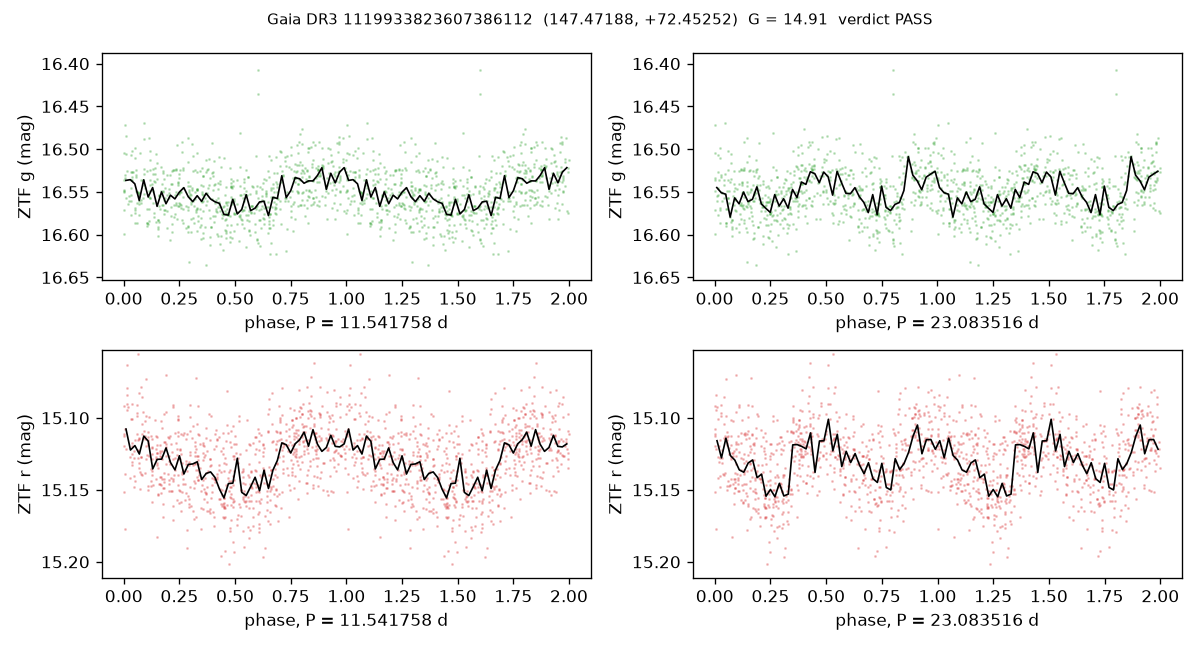 Gaia DR3 1119933823607386112  (147.47188, +72.45252)  G = 14.91  verdict PASS
ZTF g (mag)
16.40
16.45
16.50
16.55
16.60
16.65
0.00 0.25 0.50 0.75 1.00 1.25 1.50 1.75 2.00
phase, P = 11.541758 d
ZTF g (mag)
16.40
16.45
16.50
16.55
16.60
16.65
0.00 0.25 0.50 0.75 1.00 1.25 1.50 1.75 2.00
phase, P = 23.083516 d
ZTF r (mag)
15.10
15.15
15.20
0.00 0.25 0.50 0.75 1.00 1.25 1.50 1.75 2.00
phase, P = 11.541758 d
ZTF r (mag)
15.10
15.15
15.20
0.00 0.25 0.50 0.75 1.00 1.25 1.50 1.75 2.00
phase, P = 23.083516 d